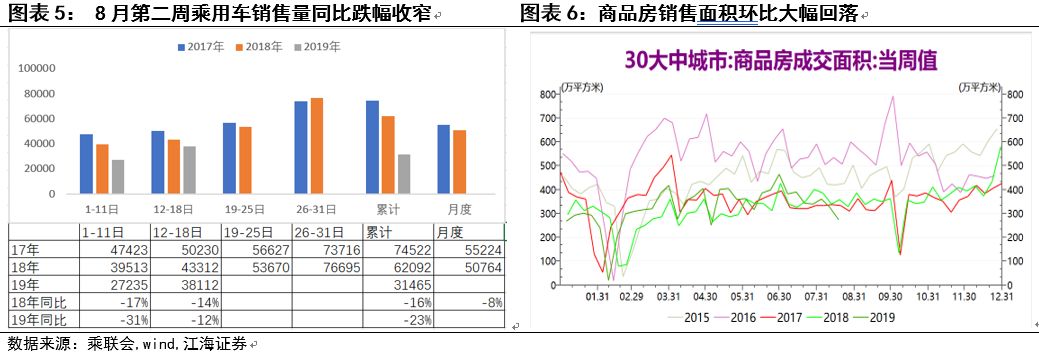 图表 5： 8 月第二周乘用车销售量同比跌幅收窄
2017年 2018年 2019年
100000
80000
60000
40000
20000
0
1-11日 12-18日 19-25日 26-31日 累计 月度
1-11日 12-18日 19-25日 26-31日 累计 月度
17年 47423 50230 56627 73716 74522 55224
18年 39513 43312 53670 76695 62092 50764
19年 27235 38112 31465
18年同比 -17% -14% -16% -8%
19年同比 -31% -12% -23%
图表 6：商品房销售面积环比大幅回落
30大中城市:商品房成交面积:当周值
(万平方米) (万平方米)
800 800
700 700
600 600
500 500
400 400
300 300
200 200
100 100
0 0
01.31 02.29 03.31 04.30 05.31 06.30 07.31 08.31 09.30 10.31 11.30 12.31
2015 2016 2017 2018 2019
数据来源：乘联会,wind,江海证券